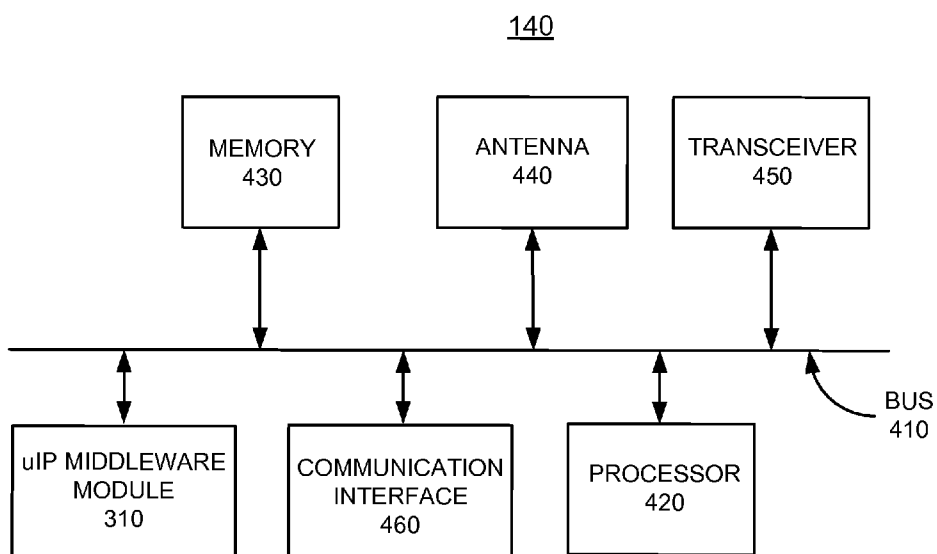 140
MEMORY
430
ANTENNA
440
TRANSCEIVER
450
BUS
410
uIP MIDDLEWARE
MODULE
310
COMMUNICATION
INTERFACE
460
PROCESSOR
420